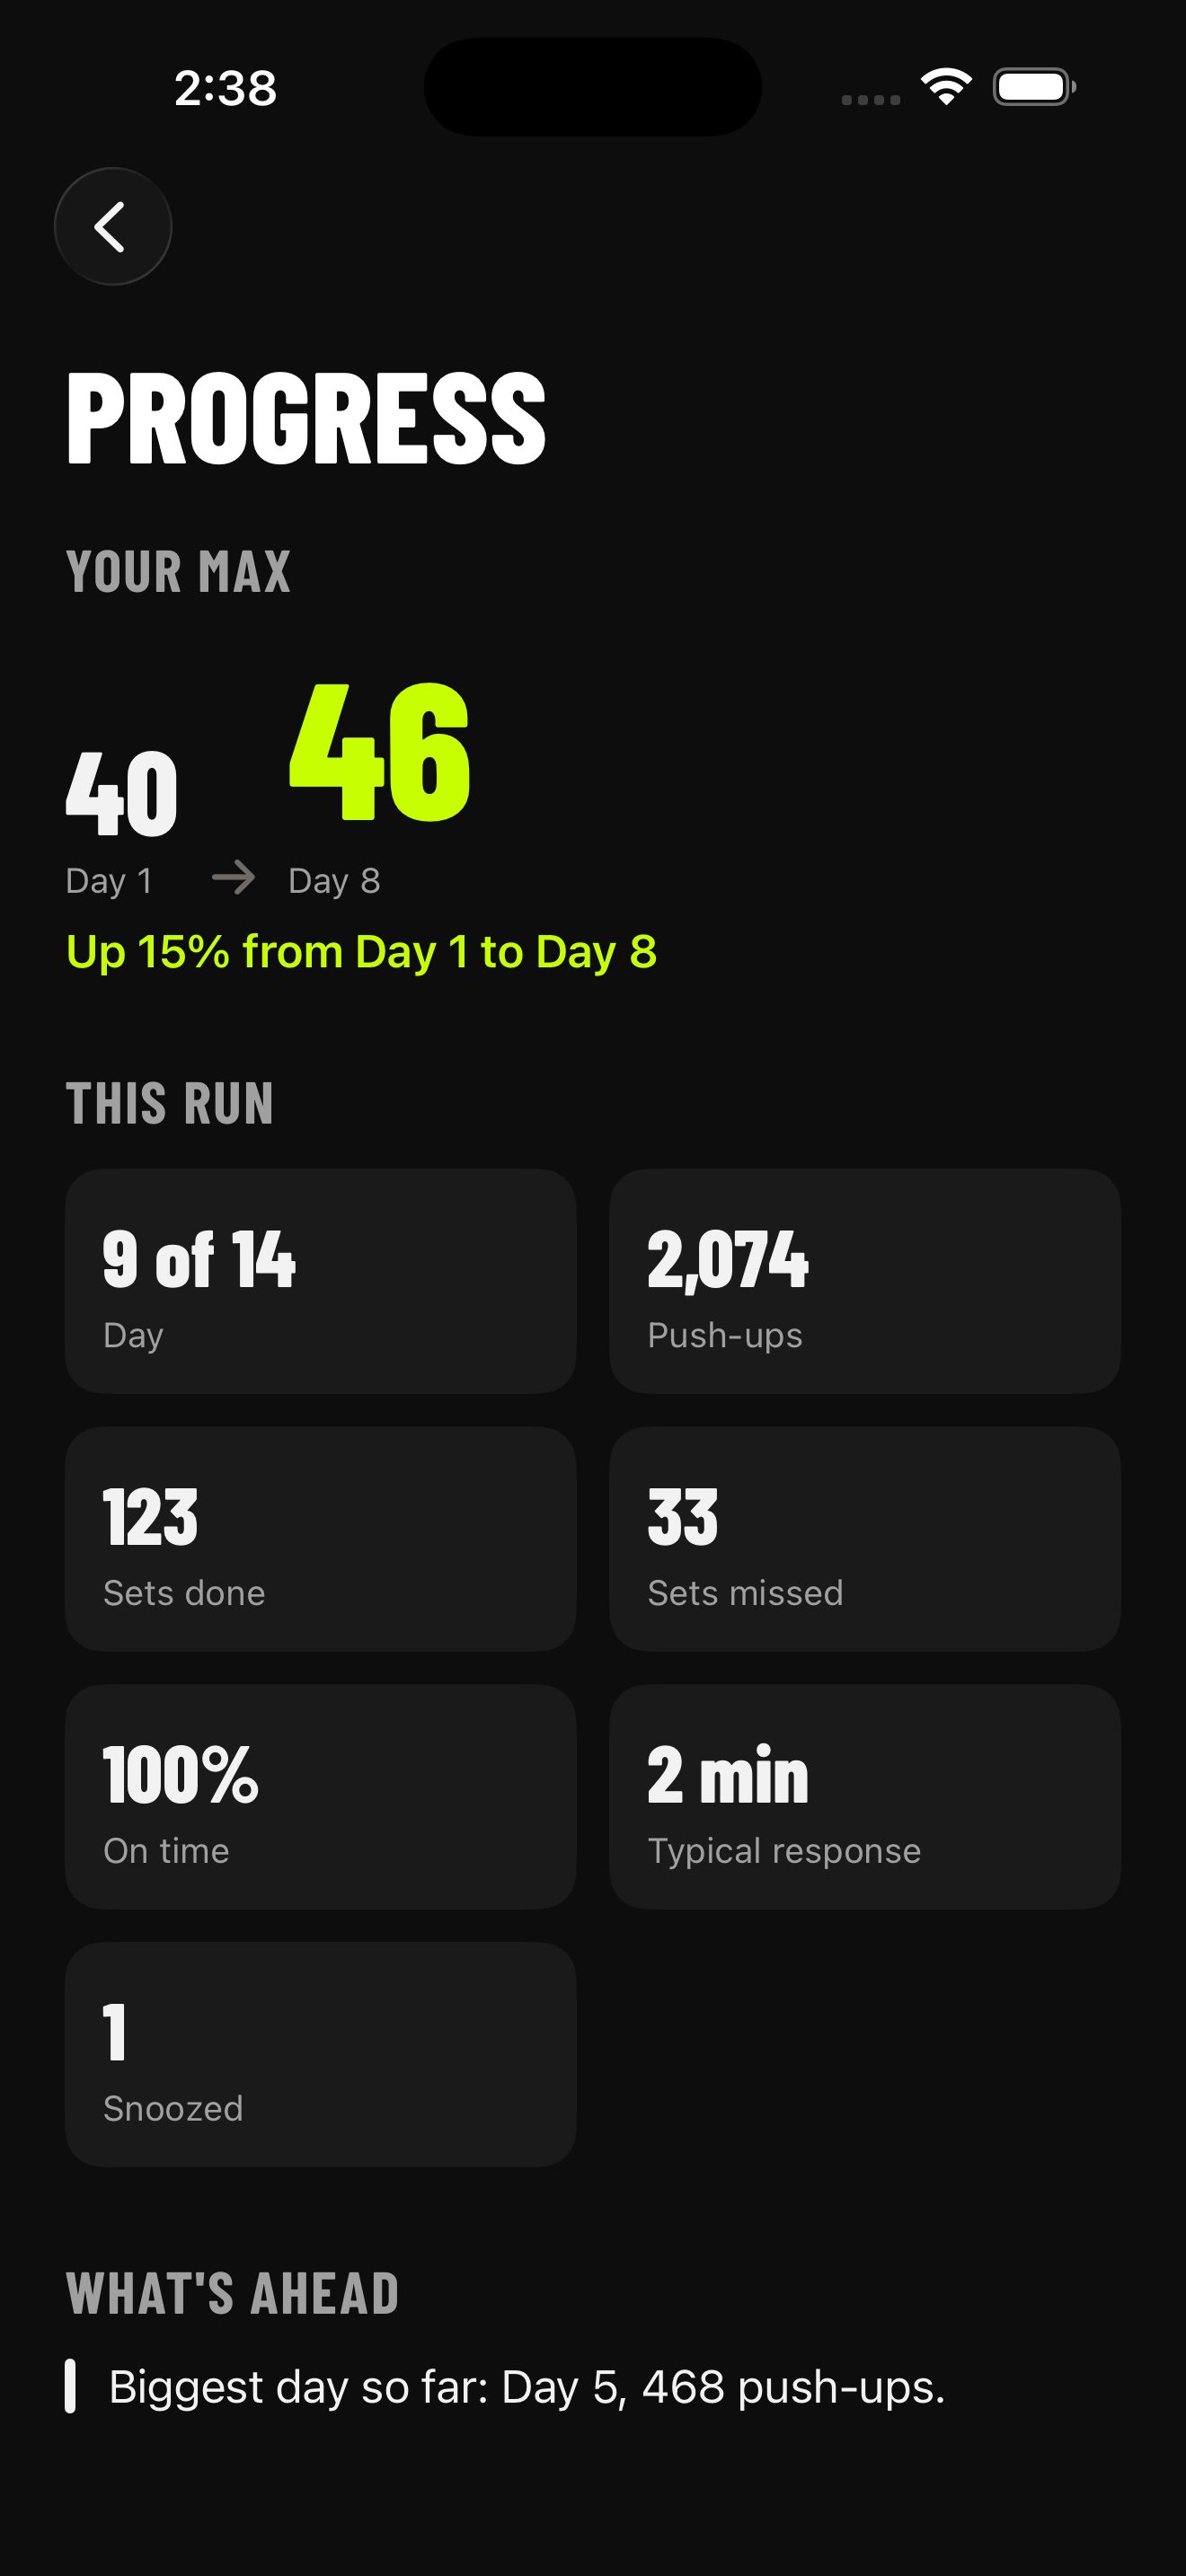 2:38
PROGRESS
YOUR MAX
40
46
Day 1
Day 8
Up 15% from Day 1 to Day 8
THIS RUN
9 of 14
Day
2,074
Push-ups
123
Sets done
33
Sets missed
100%
On time
2 min
Typical response
1
Snoozed
WHAT'S AHEAD
Biggest day so far: Day 5, 468 push-ups.